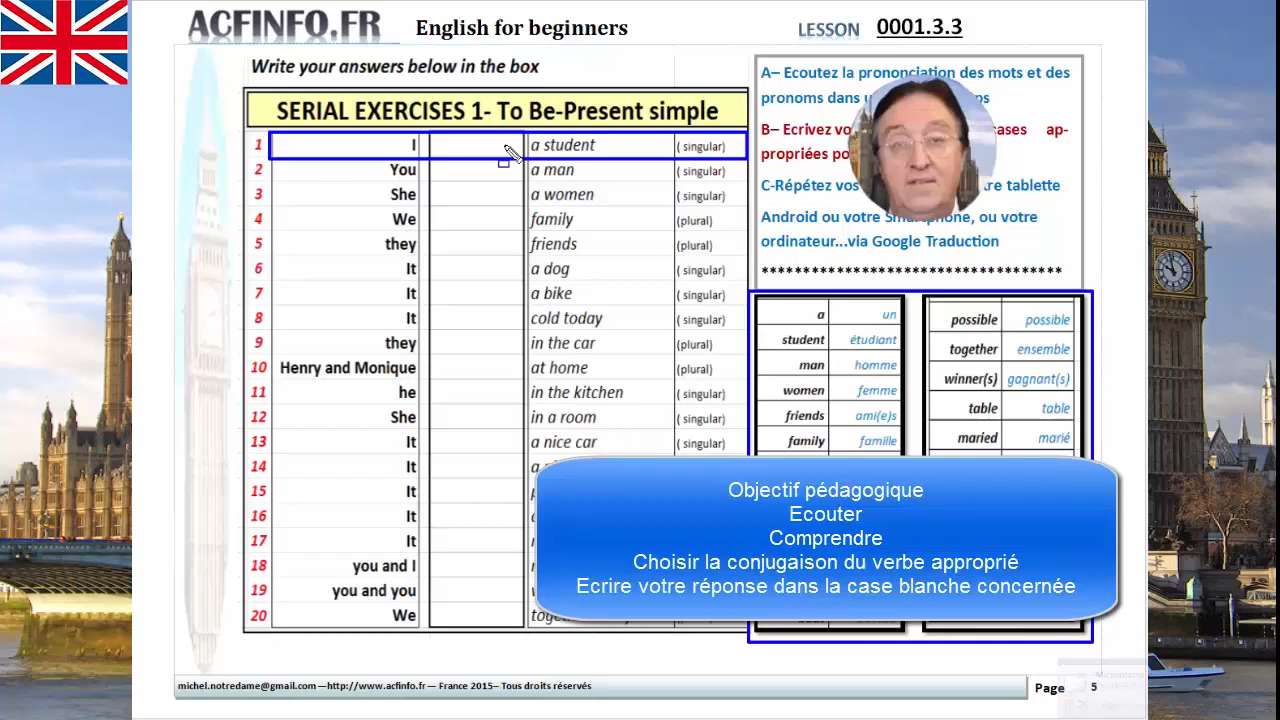 ACFINFO.FR English for beginners LESSON 0001.3.3
Write your answers below in the box
SERIAL EXERCISES 1- To Be-Present simple
1 I a student ( singular)
2 You a man ( singular)
3 She a women ( singular)
4 We family (plural)
5 they friends (plural)
6 It a dog ( singular)
7 It a bike ( singular)
8 It cold today ( singular)
9 they in the car (plural)
10 Henry and Monique at home (plural)
11 he in the kitchen ( singular)
12 She in a room ( singular)
13 It a nice car ( singular)
14 It a
15 It
16 It
17 It
18 you and I
19 you and you
20 We
A– Ecoutez la prononciation des mots et des
pronoms dans
B– Ecrivez cases ap-
propriées
C-Répétez tablette
Android ou votre Smartphone, ou votre
ordinateur...via Google Traduction
************************************
a un
student étudiant
man homme
women femme
friends ami(e)s
family famille
possible possible
together ensemble
winner(s) gagnant(s)
table table
maried marié
Objectif pédagogique
Ecouter
Comprendre
Choisir la conjugaison du verbe approprié
Ecrire votre réponse dans la case blanche concernée
michel.notredame@gmail.com —http://www.acfinfo.fr — France 2015– Tous droits réservés
Page 5